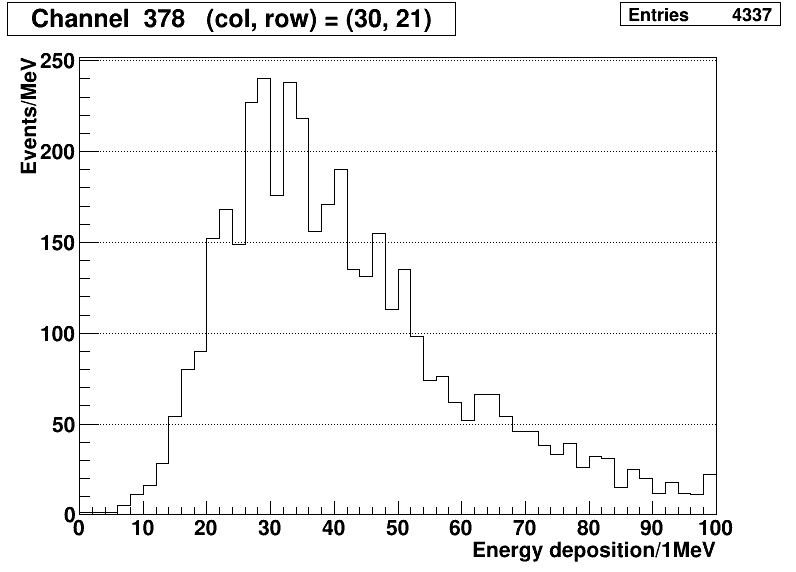 Channel  378   (col, row) = (30, 21)
Entries 4337
Events/MeV
250
200
150
100
50
0
0 10 20 30 40 50 60 70 80 90 100
Energy deposition/1MeV